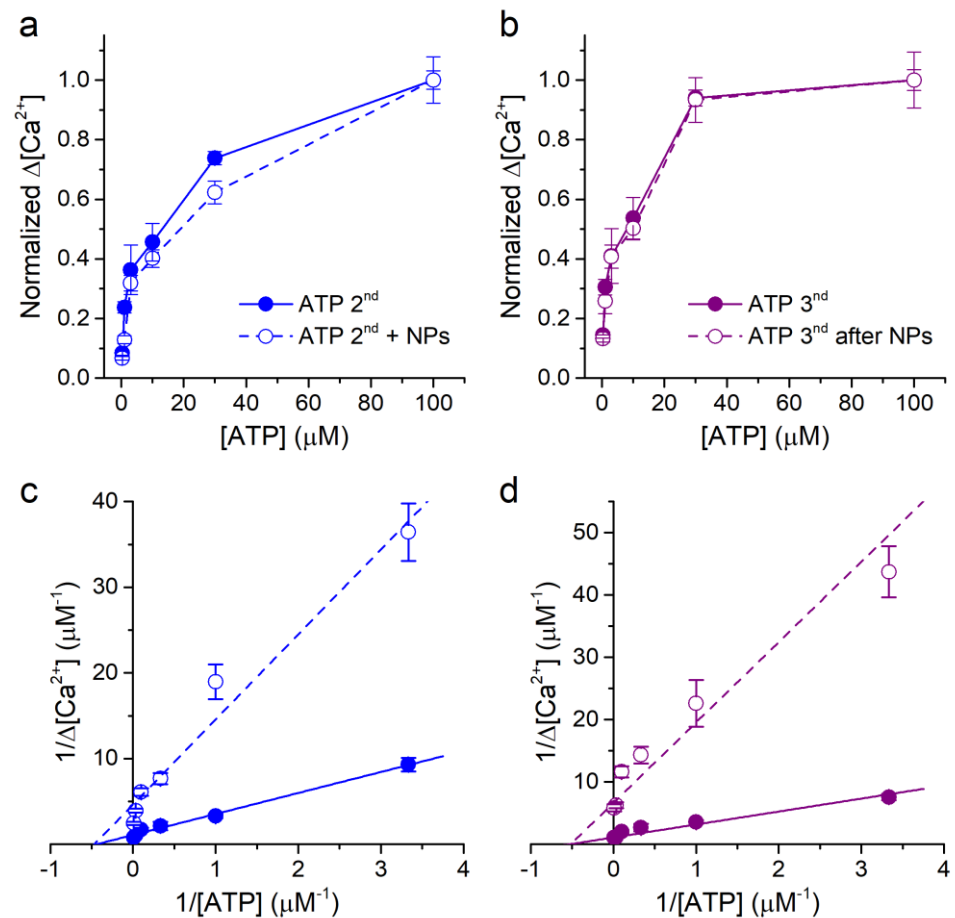 a
Normalized Δ[Ca²⁺]
1.0
0.8
0.6
0.4
0.2
0.0
ATP 2ⁿᵈ
ATP 2ⁿᵈ + NPs
0 20 40 60 80 100
[ATP] (μM)
b
Normalized Δ[Ca²⁺]
1.0
0.8
0.6
0.4
0.2
0.0
ATP 3ⁿᵈ
ATP 3ⁿᵈ after NPs
0 20 40 60 80 100
[ATP] (μM)
c
1/Δ[Ca²⁺] (μM⁻¹)
40
30
20
10
-1 0 1 2 3 4
1/[ATP] (μM⁻¹)
d
1/Δ[Ca²⁺] (μM⁻¹)
50
40
30
20
10
-1 0 1 2 3 4
1/[ATP] (μM⁻¹)